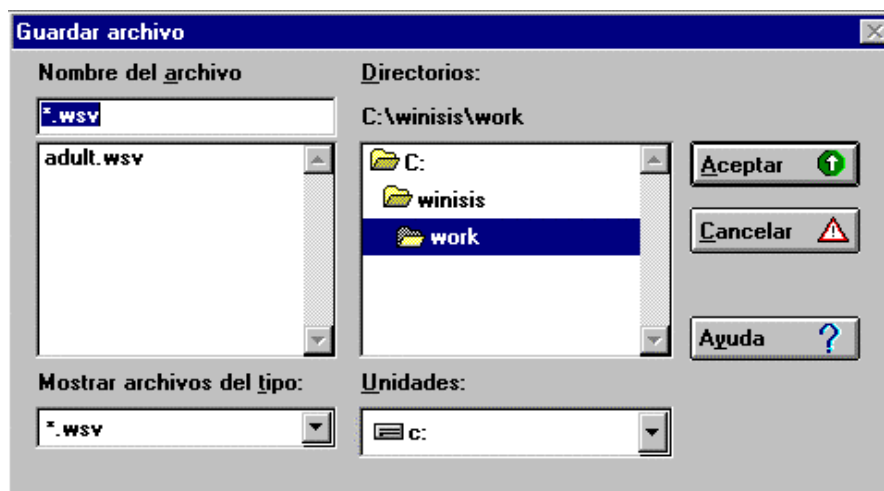 Guardar archivo
Nombre del archivo
*.wsv
adult.wsv
Directorios:
C:\winisis\work
C:
winisis
work
Aceptar
Cancelar
Ayuda
Mostrar archivos del tipo:
*.wsv
Unidades:
c: